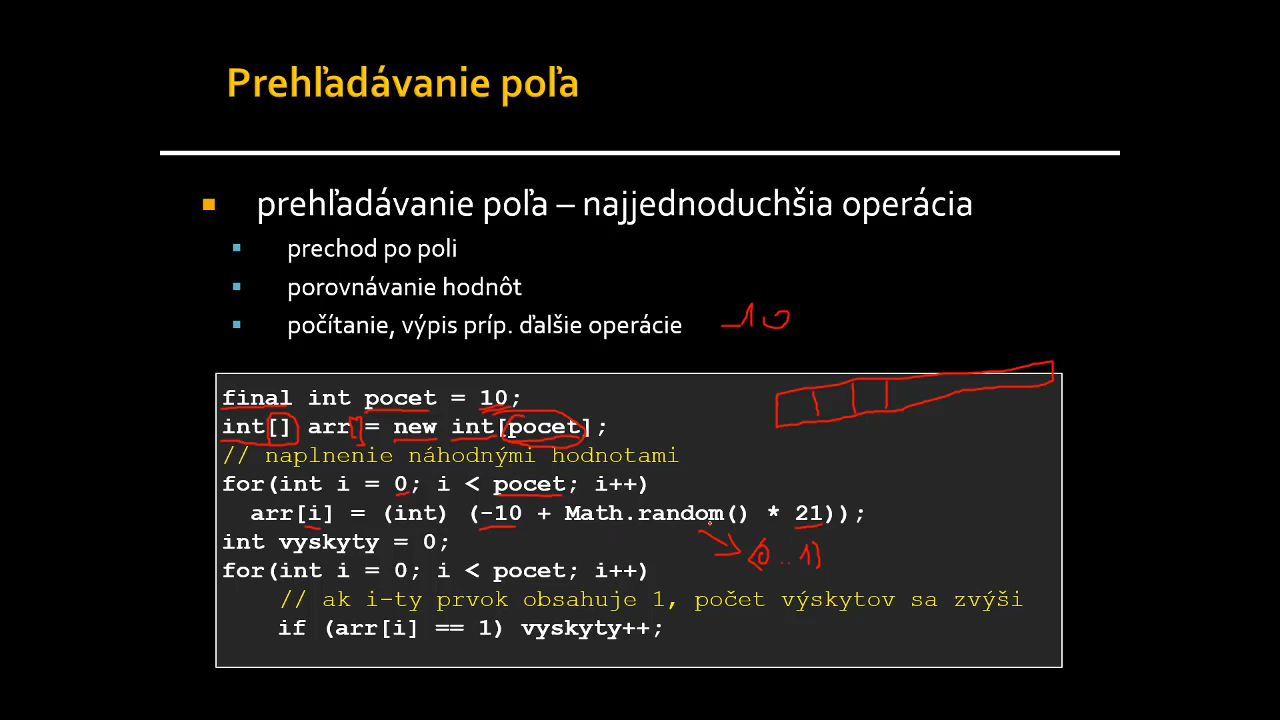 Prehľadávanie poľa
prehľadávanie poľa – najjednoduchšia operácia
prechod po poli
porovnávanie hodnôt
počítanie, výpis príp. ďalšie operácie
-10
final int pocet = 10;
int[] arr = new int[pocet];
// naplnenie náhodnými hodnotami
for(int i = 0; i < pocet; i++)
arr[i] = (int) (-10 + Math.random() * 21));
<0 .. 1)
int vyskyty = 0;
for(int i = 0; i < pocet; i++)
// ak i-ty prvok obsahuje 1, počet výskytov sa zvýši
if (arr[i] == 1) vyskyty++;